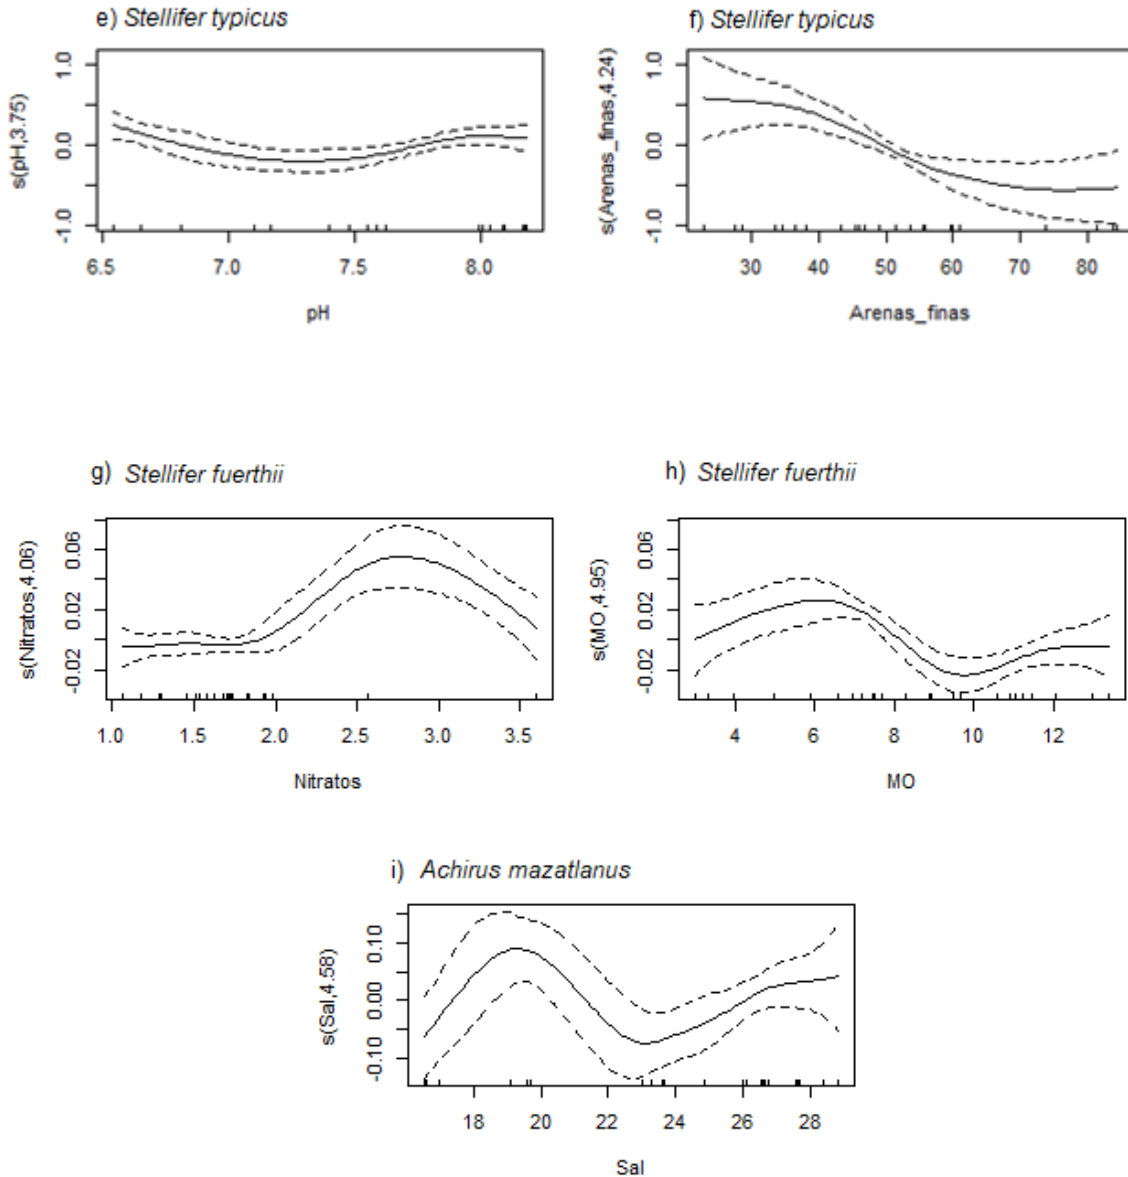 e) Stellifer typicus
f) Stellifer typicus
s(pH,3.75)
-1.0 0.0 1.0
6.5 7.0 7.5 8.0
pH
s(Arenas_finas,4.24)
-1.0 0.0 1.0
30 40 50 60 70 80
Arenas_finas
g) Stellifer fuerthii
h) Stellifer fuerthii
s(Nitratos,4.06)
-0.02 0.02 0.06
1.0 1.5 2.0 2.5 3.0 3.5
Nitratos
s(MO,4.95)
-0.02 0.02 0.06
4 6 8 10 12
MO
i) Achirus mazatlanus
s(Sal,4.58)
-0.10 0.00 0.10
18 20 22 24 26 28
Sal